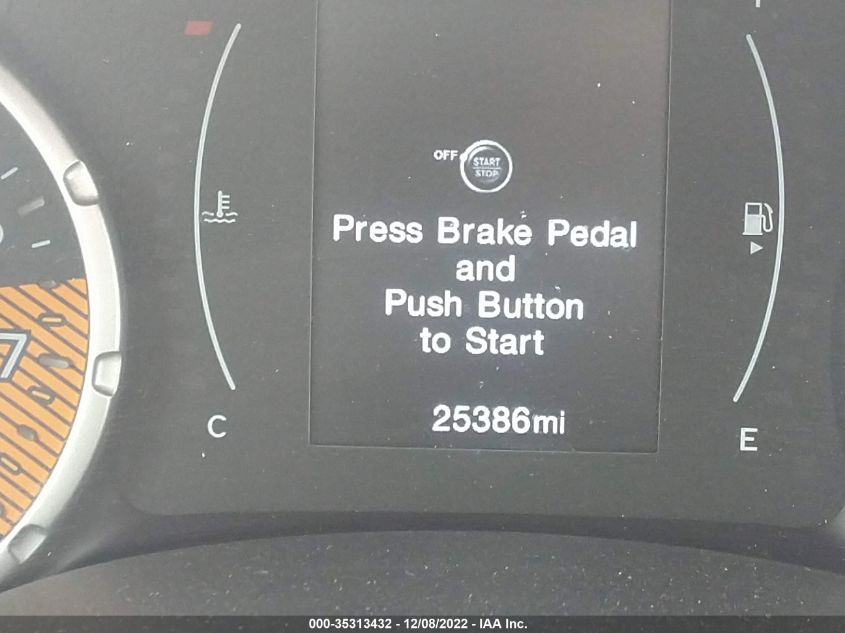 OFF
START
STOP
Press Brake Pedal
and
Push Button
to Start
25386mi
7
C
E
000-35313432 - 12/08/2022 - IAA Inc.